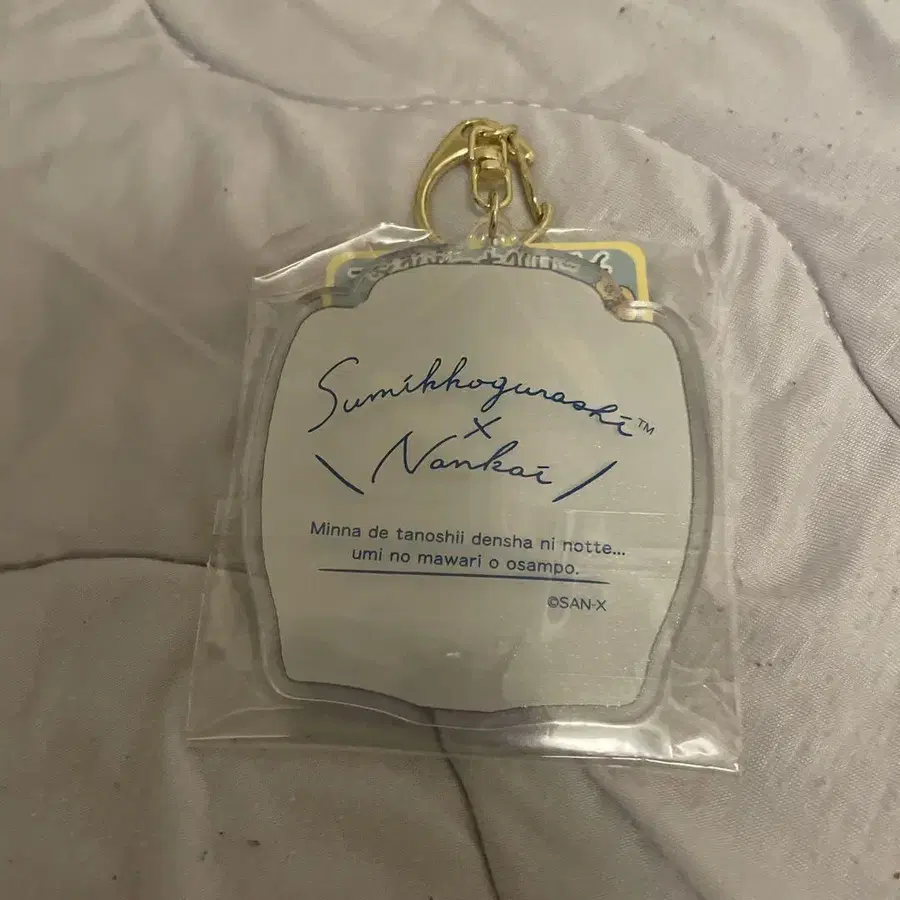 Sumikkogurashi™
×
\ Nankai /
Minna de tanoshii densha ni notte...
umi no mawari o osampo.
©SAN-X